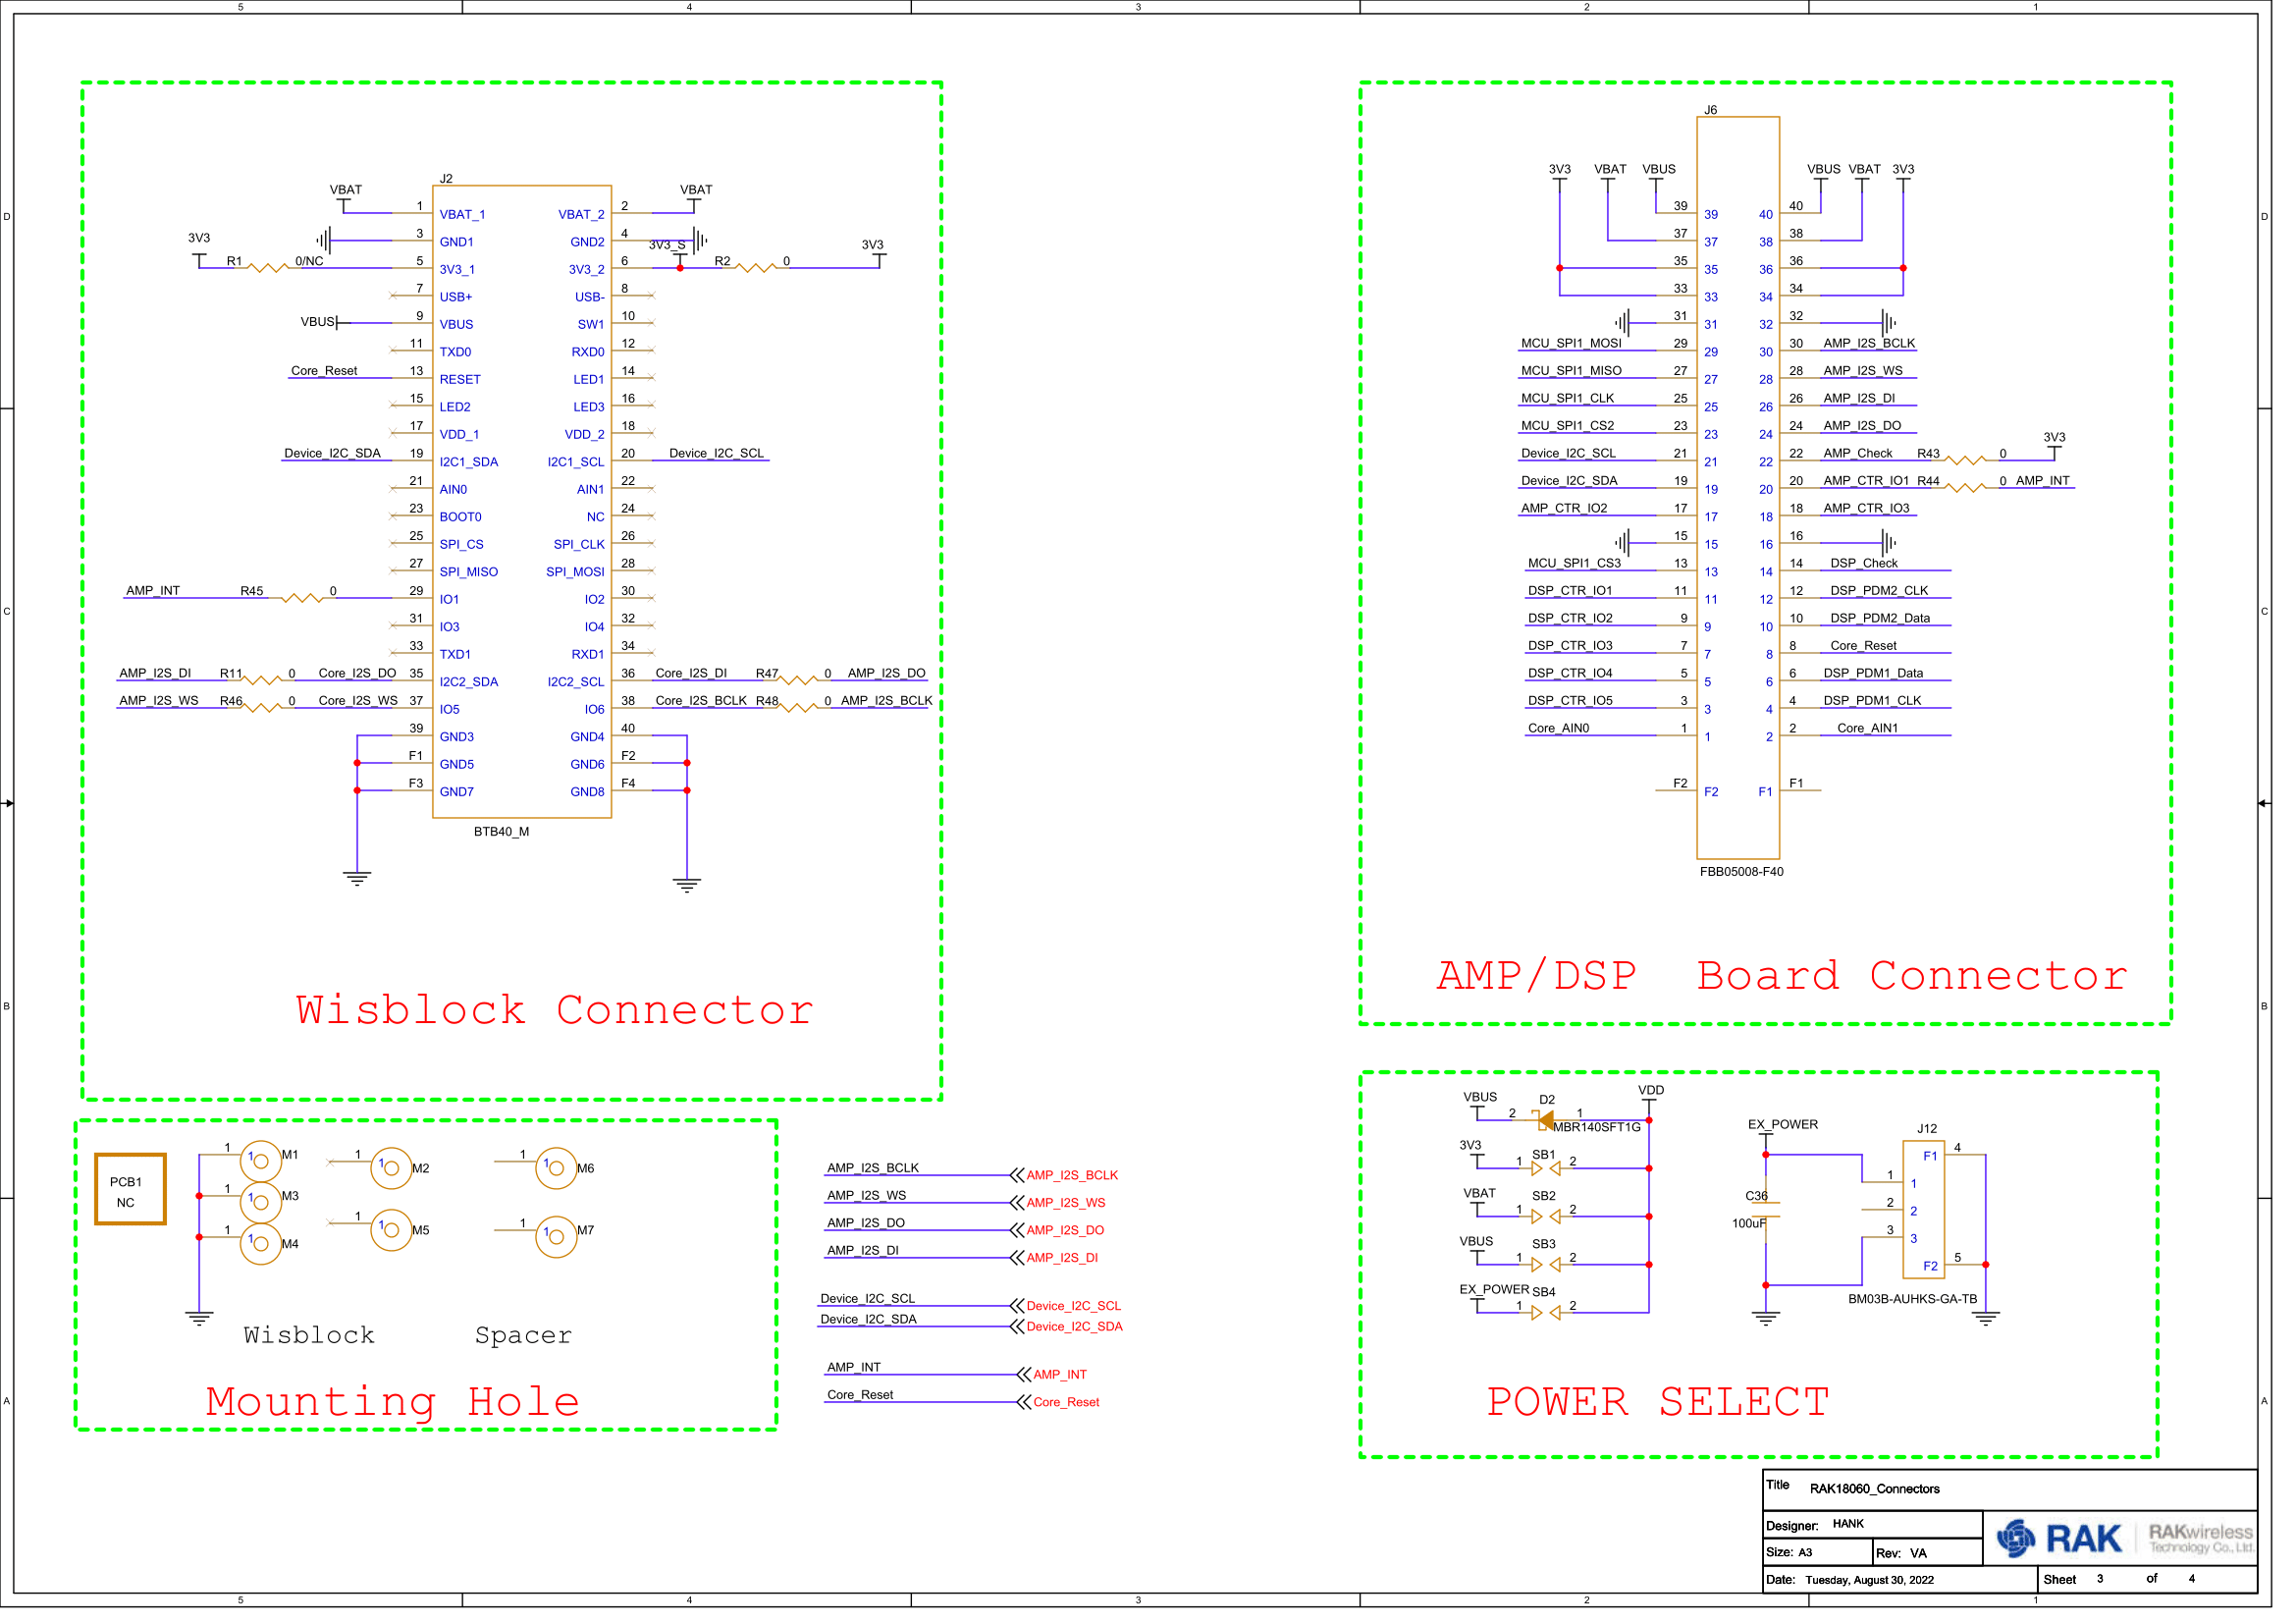 5 4 3 2 1
D D
C C
B B
A A
J2
VBAT 1 VBAT_1 VBAT_2 2 VBAT
3 GND1 GND2 4
3V3 R1 0/NC 5 3V3_1 3V3_2 6 3V3_S R2 0 3V3
7 USB+ USB- 8
VBUS 9 VBUS SW1 10
11 TXD0 RXD0 12
Core_Reset 13 RESET LED1 14
15 LED2 LED3 16
17 VDD_1 VDD_2 18
Device_I2C_SDA 19 I2C1_SDA I2C1_SCL 20 Device_I2C_SCL
21 AIN0 AIN1 22
23 BOOT0 NC 24
25 SPI_CS SPI_CLK 26
27 SPI_MISO SPI_MOSI 28
AMP_INT R45 0 29 IO1 IO2 30
31 IO3 IO4 32
33 TXD1 RXD1 34
AMP_I2S_DI R11 0 Core_I2S_DO 35 I2C2_SDA I2C2_SCL 36 Core_I2S_DI R47 0 AMP_I2S_DO
AMP_I2S_WS R46 0 Core_I2S_WS 37 IO5 IO6 38 Core_I2S_BCLK R48 0 AMP_I2S_BCLK
39 GND3 GND4 40
F1 GND5 GND6 F2
F3 GND7 GND8 F4
BTB40_M
Wisblock Connector
J6
3V3 VBAT VBUS VBUS VBAT 3V3
39 39 40 40
37 37 38 38
35 35 36 36
33 33 34 34
31 31 32 32
MCU_SPI1_MOSI 29 29 30 30 AMP_I2S_BCLK
MCU_SPI1_MISO 27 27 28 28 AMP_I2S_WS
MCU_SPI1_CLK 25 25 26 26 AMP_I2S_DI
MCU_SPI1_CS2 23 23 24 24 AMP_I2S_DO
Device_I2C_SCL 21 21 22 22 AMP_Check R43 0 3V3
Device_I2C_SDA 19 19 20 20 AMP_CTR_IO1 R44 0 AMP_INT
AMP_CTR_IO2 17 17 18 18 AMP_CTR_IO3
15 15 16 16
MCU_SPI1_CS3 13 13 14 14 DSP_Check
DSP_CTR_IO1 11 11 12 12 DSP_PDM2_CLK
DSP_CTR_IO2 9 9 10 10 DSP_PDM2_Data
DSP_CTR_IO3 7 7 8 8 Core_Reset
DSP_CTR_IO4 5 5 6 6 DSP_PDM1_Data
DSP_CTR_IO5 3 3 4 4 DSP_PDM1_CLK
Core_AIN0 1 1 2 2 Core_AIN1
F2 F2 F1 F1
FBB05008-F40
AMP/DSP Board Connector
PCB1
NC
1 1 M1 1 1 M2 1 1 M6
1 1 M3
1 1 M4 1 1 M5 1 1 M7
Wisblock Spacer
Mounting Hole
AMP_I2S_BCLK AMP_I2S_BCLK
AMP_I2S_WS AMP_I2S_WS
AMP_I2S_DO AMP_I2S_DO
AMP_I2S_DI AMP_I2S_DI
Device_I2C_SCL Device_I2C_SCL
Device_I2C_SDA Device_I2C_SDA
AMP_INT AMP_INT
Core_Reset Core_Reset
VBUS 2 D2 1 VDD
MBR140SFT1G
3V3 1 SB1 2
VBAT 1 SB2 2
VBUS 1 SB3 2
EX_POWER 1 SB4 2
EX_POWER
C36
100uF
J12
F1 4
1 1
2 2
3 3
F2 5
BM03B-AUHKS-GA-TB
POWER SELECT
Title RAK18060_Connectors
Designer: HANK
Size: A3 Rev: VA
RAK RAKwireless
Technology Co., Ltd.
Date: Tuesday, August 30, 2022 Sheet 3 of 4
5 4 3 2 1